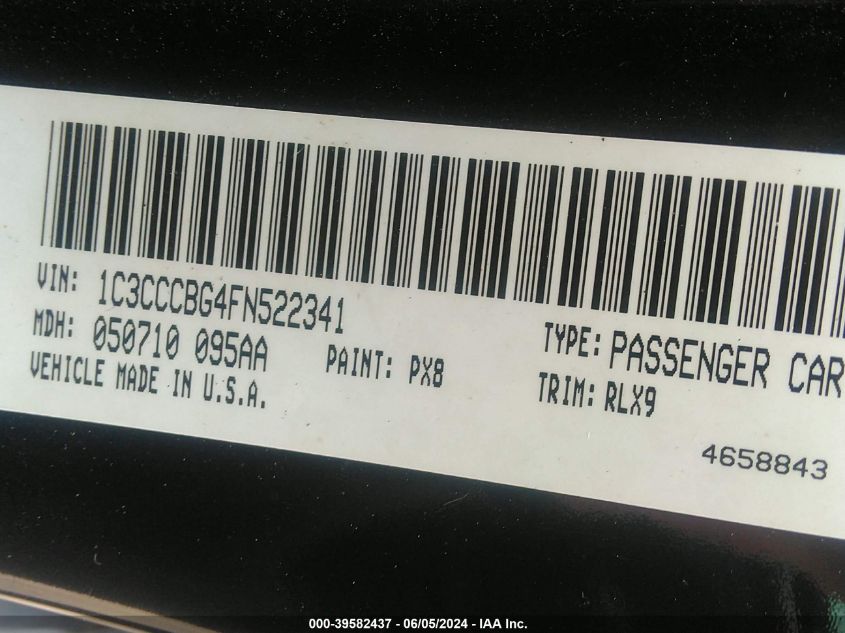 VIN: 1C3CCCBG4FN522341
MDH: 050710 095AA
PAINT: PX8
VEHICLE MADE IN U.S.A.
TYPE: PASSENGER CAR
TRIM: RLX9
4658843
000-39582437 - 06/05/2024 - IAA Inc.